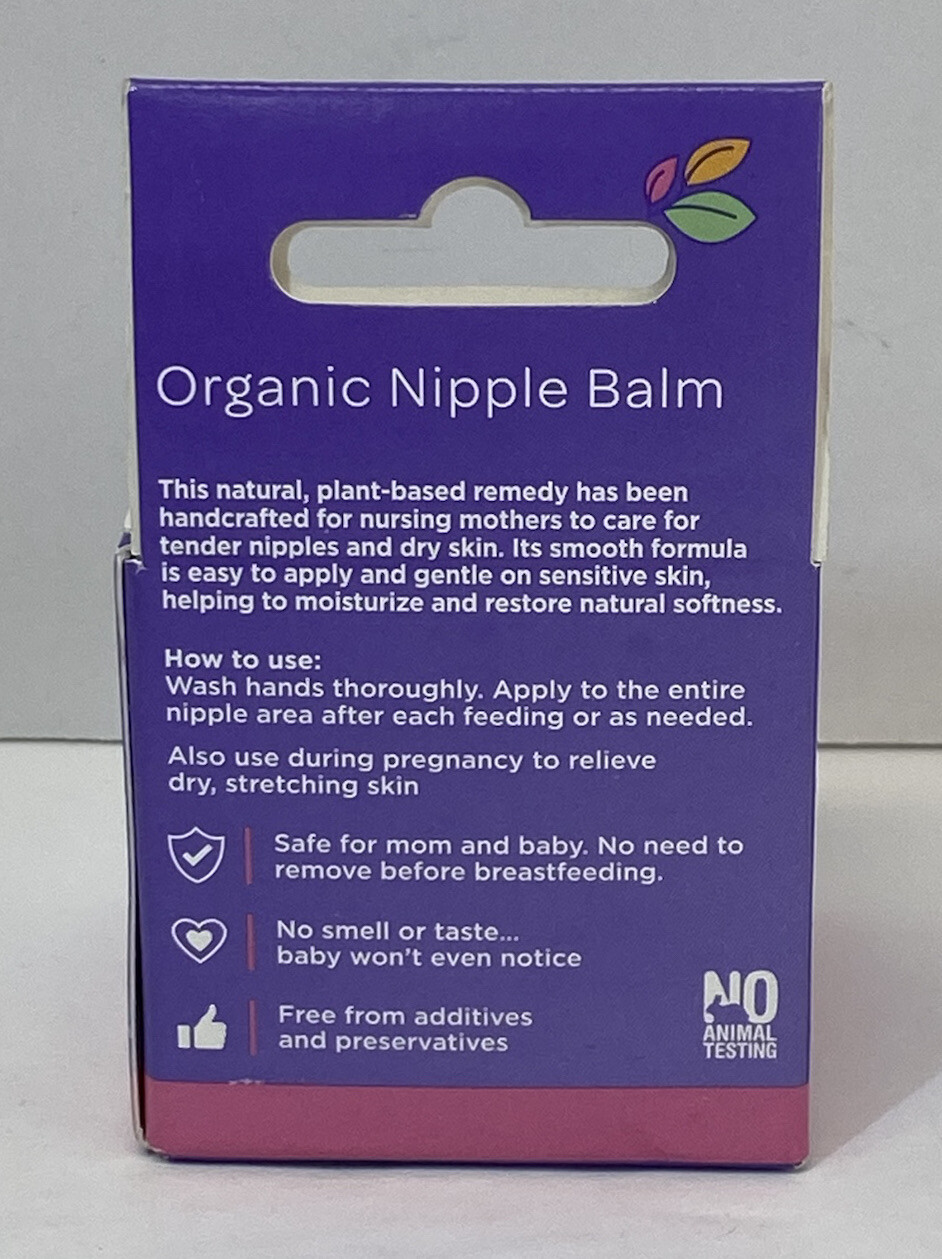 Organic Nipple Balm
This natural, plant-based remedy has been
handcrafted for nursing mothers to care for
tender nipples and dry skin. Its smooth formula
is easy to apply and gentle on sensitive skin,
helping to moisturize and restore natural softness.
How to use:
Wash hands thoroughly. Apply to the entire
nipple area after each feeding or as needed.
Also use during pregnancy to relieve
dry, stretching skin
Safe for mom and baby. No need to
remove before breastfeeding.
No smell or taste...
baby won't even notice
Free from additives
and preservatives
NO
ANIMAL
TESTING